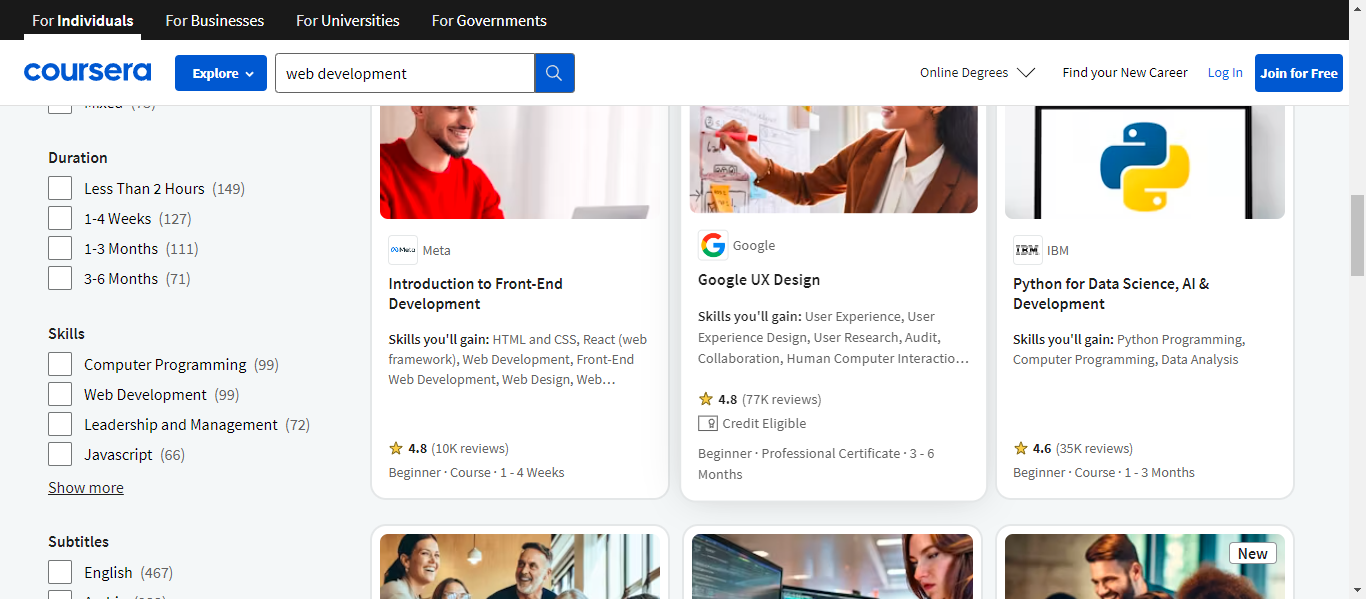 For Individuals
For Businesses
For Universities
For Governments
coursera
Explore
web development
Online Degrees
Find your New Career
Log In
Join for Free
Duration
Less Than 2 Hours (149)
1-4 Weeks (127)
1-3 Months (111)
3-6 Months (71)
Skills
Computer Programming (99)
Web Development (99)
Leadership and Management (72)
Javascript (66)
Show more
Subtitles
English (467)
Meta
Introduction to Front-End
Development
Skills you'll gain: HTML and CSS, React (web
framework), Web Development, Front-End
Web Development, Web Design, Web…
4.8 (10K reviews)
Beginner · Course · 1 - 4 Weeks
Google
Google UX Design
Skills you'll gain: User Experience, User
Experience Design, User Research, Audit,
Collaboration, Human Computer Interactio…
4.8 (77K reviews)
Credit Eligible
Beginner · Professional Certificate · 3 - 6
Months
IBM
IBM
Python for Data Science, AI &
Development
Skills you'll gain: Python Programming,
Computer Programming, Data Analysis
4.6 (35K reviews)
Beginner · Course · 1 - 3 Months
New